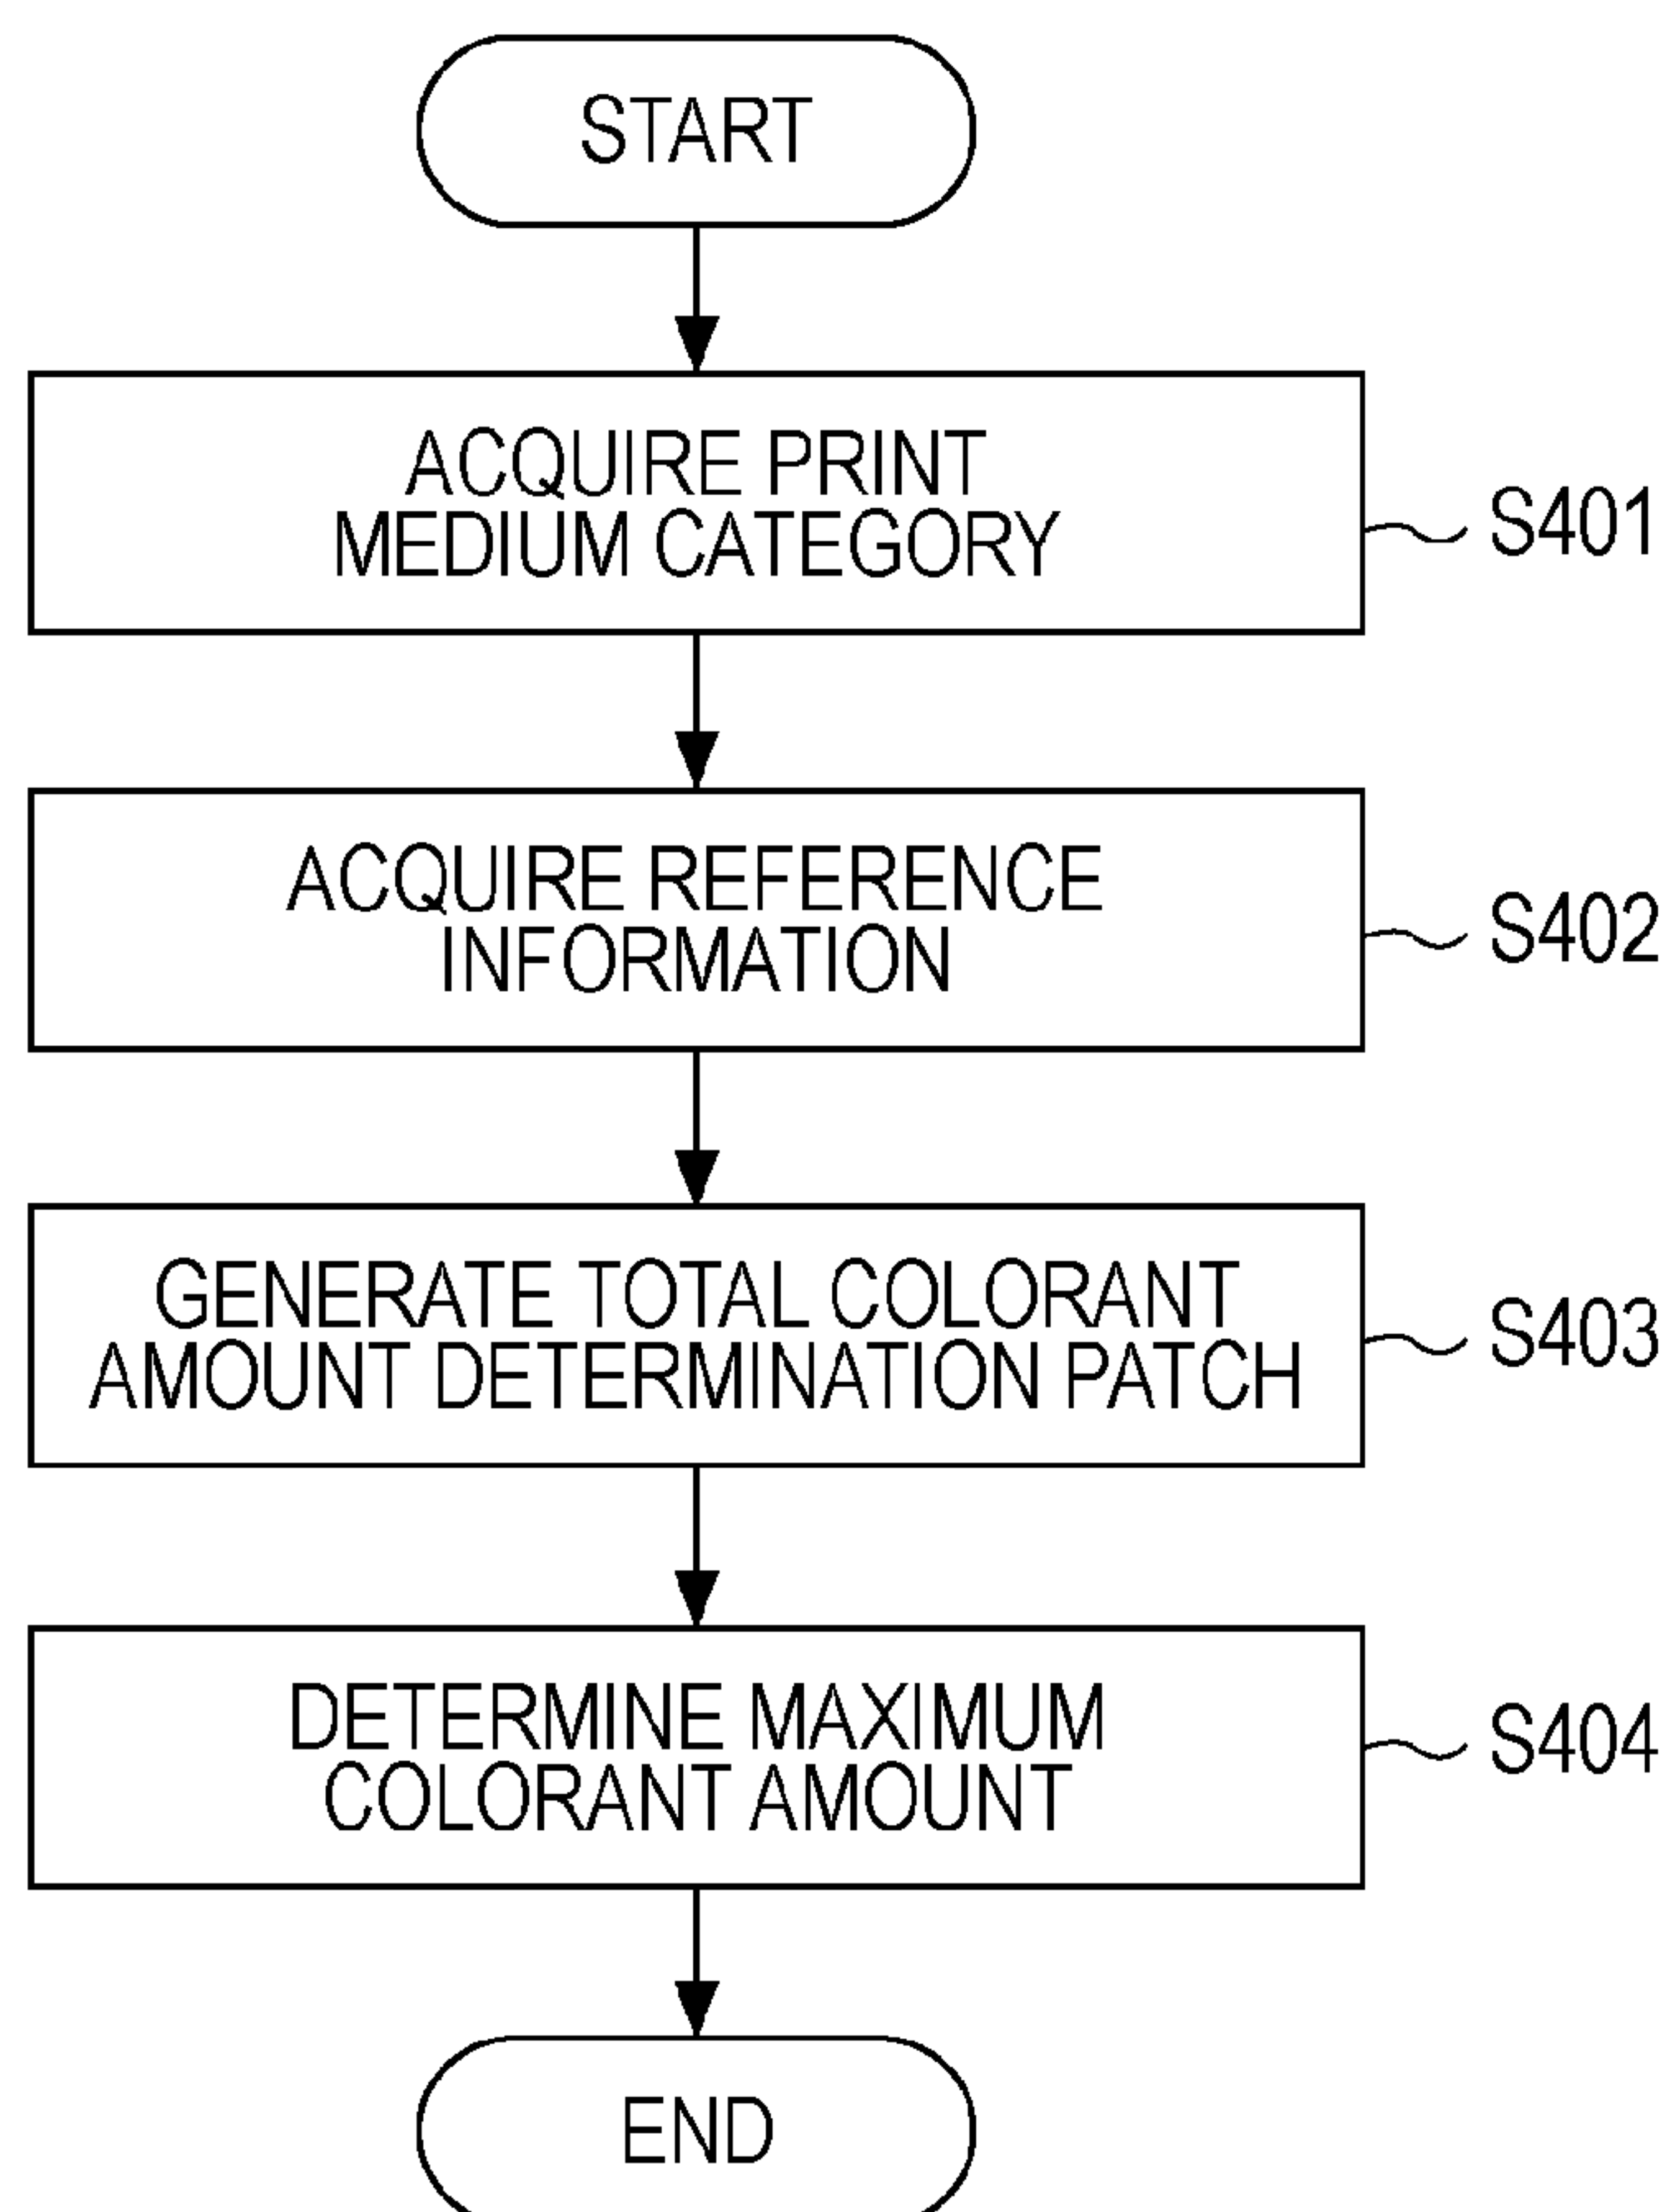 START
ACQUIRE PRINT
MEDIUM CATEGORY
S401
ACQUIRE REFERENCE
INFORMATION
S402
GENERATE TOTAL COLORANT
AMOUNT DETERMINATION PATCH
S403
DETERMINE MAXIMUM
COLORANT AMOUNT
S404
END